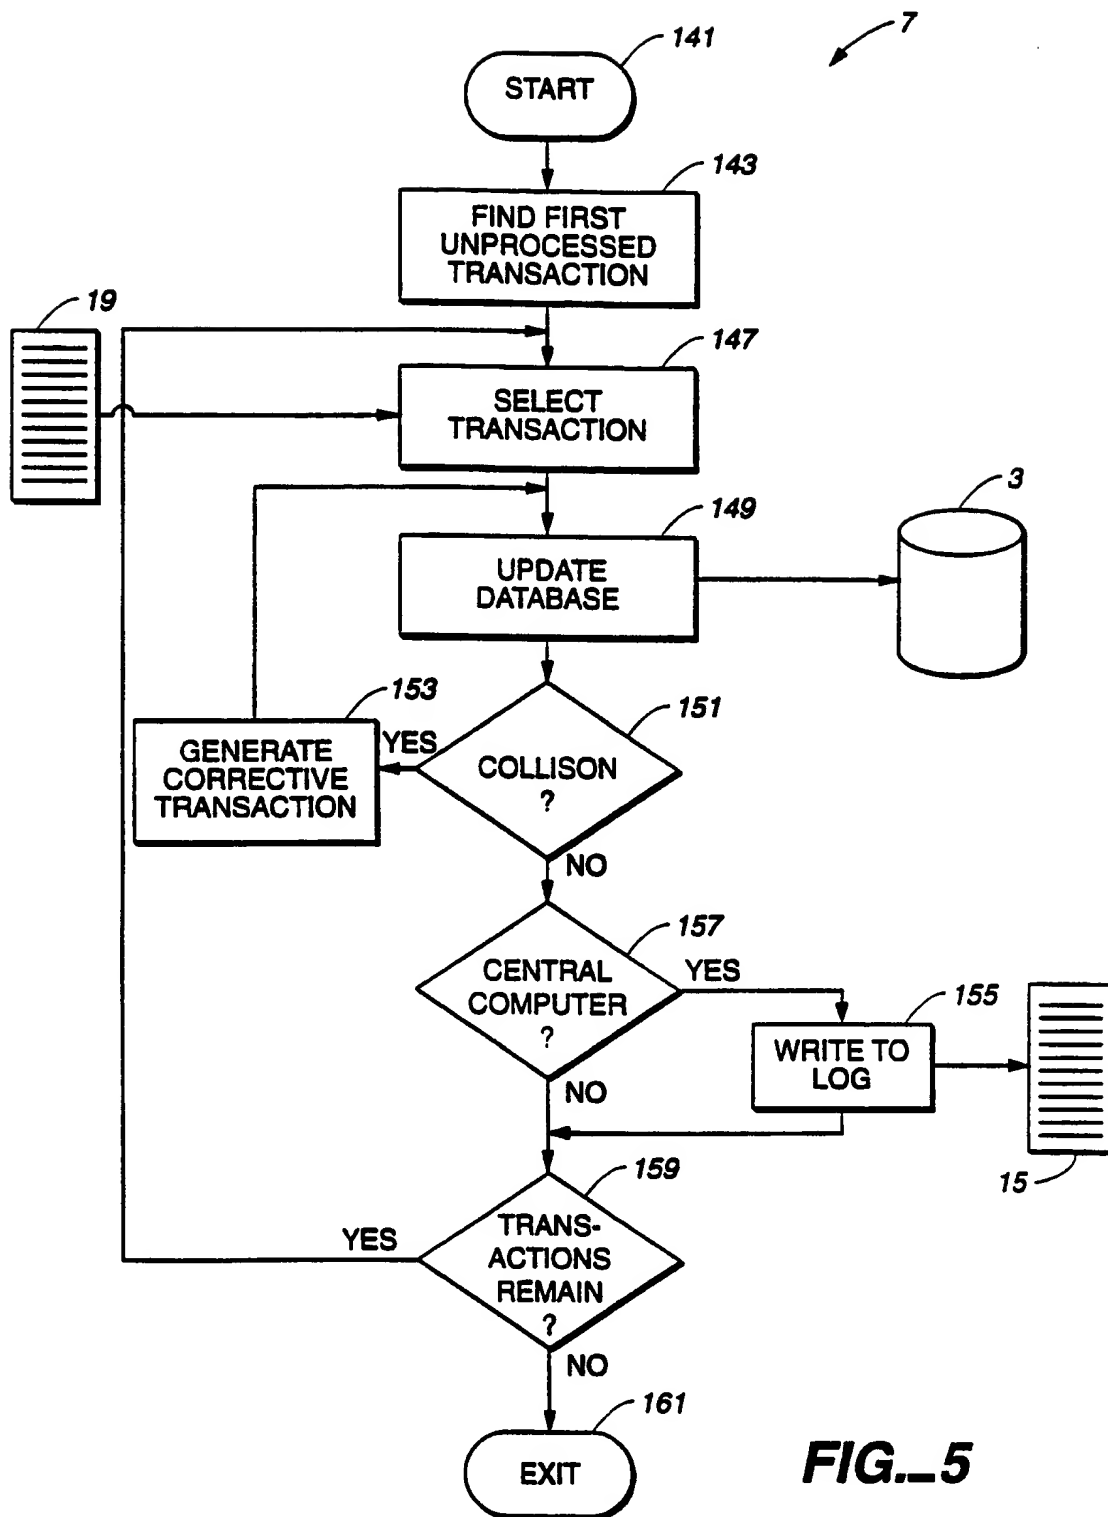 7
141
START
143
FIND FIRST
UNPROCESSED
TRANSACTION
19
147
SELECT
TRANSACTION
3
149
UPDATE
DATABASE
153
151
GENERATE
CORRECTIVE
TRANSACTION
YES
COLLISON
?
NO
157
CENTRAL
COMPUTER
?
YES
155
WRITE TO
LOG
NO
15
159
TRANS-
ACTIONS
REMAIN
?
YES
NO
161
EXIT
FIG._5